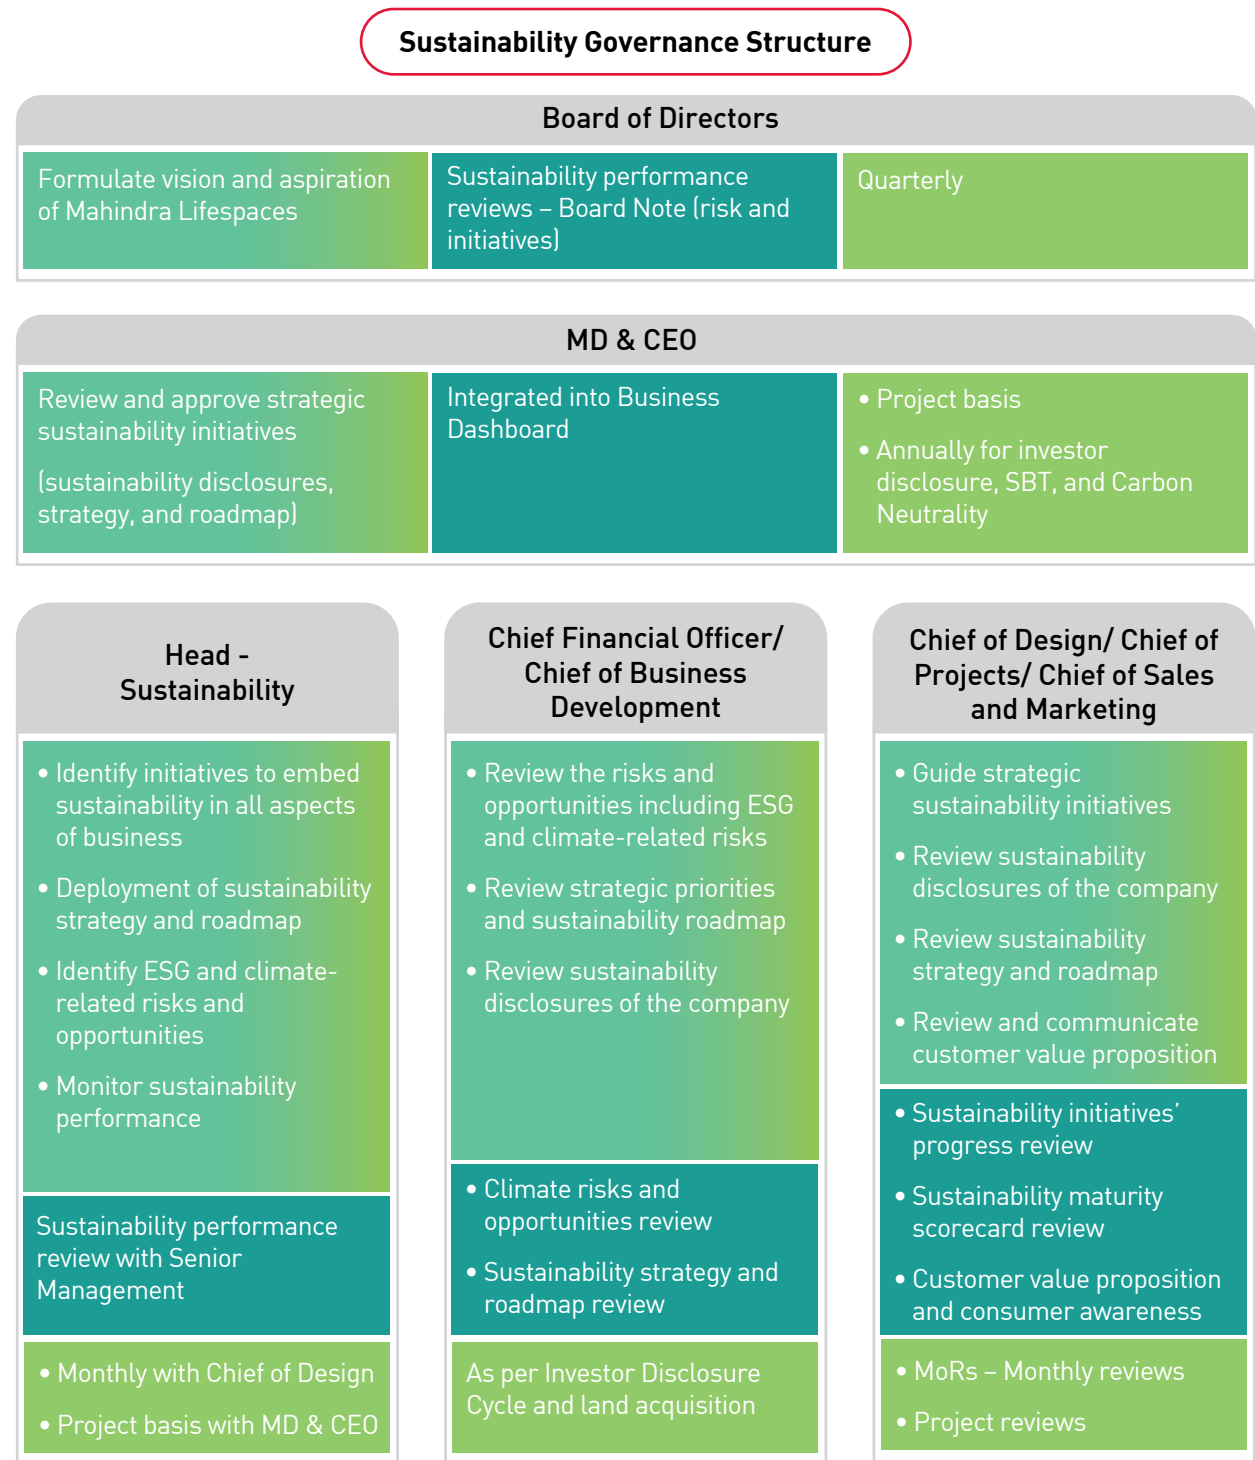 Sustainability Governance Structure
Board of Directors
Formulate vision and aspiration
of Mahindra Lifespaces
Sustainability performance
reviews – Board Note (risk and
initiatives)
Quarterly
MD & CEO
Review and approve strategic
sustainability initiatives
(sustainability disclosures,
strategy, and roadmap)
Integrated into Business
Dashboard
• Project basis
• Annually for investor
disclosure, SBT, and Carbon
Neutrality
Head -
Sustainability
• Identify initiatives to embed
sustainability in all aspects
of business
• Deployment of sustainability
strategy and roadmap
• Identify ESG and climate-
related risks and
opportunities
• Monitor sustainability
performance
Sustainability performance
review with Senior
Management
• Monthly with Chief of Design
• Project basis with MD & CEO
Chief Financial Officer/
Chief of Business
Development
• Review the risks and
opportunities including ESG
and climate-related risks
• Review strategic priorities
and sustainability roadmap
• Review sustainability
disclosures of the company
• Climate risks and
opportunities review
• Sustainability strategy and
roadmap review
As per Investor Disclosure
Cycle and land acquisition
Chief of Design/ Chief of
Projects/ Chief of Sales
and Marketing
• Guide strategic
sustainability initiatives
• Review sustainability
disclosures of the company
• Review sustainability
strategy and roadmap
• Review and communicate
customer value proposition
• Sustainability initiatives’
progress review
• Sustainability maturity
scorecard review
• Customer value proposition
and consumer awareness
• MoRs – Monthly reviews
• Project reviews